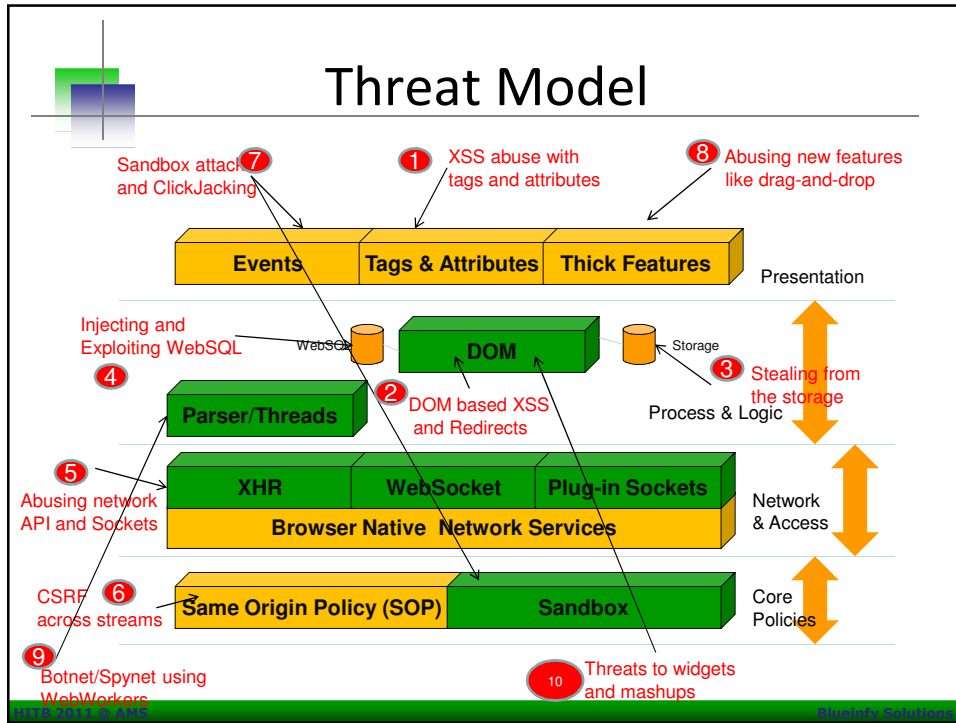 Threat Model
7
Sandbox attack
and ClickJacking
1
XSS abuse with
tags and attributes
8
Abusing new features
like drag-and-drop
Events
Tags & Attributes
Thick Features
Presentation
Injecting and
Exploiting WebSQL
4
WebSQL
DOM
Storage
3
Stealing from
the storage
2
DOM based XSS
and Redirects
Process & Logic
Parser/Threads
5
Abusing network
API and Sockets
XHR
WebSocket
Plug-in Sockets
Browser Native Network Services
Network
& Access
6
CSRF
across streams
Same Origin Policy (SOP)
Sandbox
Core
Policies
9
Botnet/Spynet using
WebWorkers
10
Threats to widgets
and mashups
HITB 2011 @ AMS
Blueinfy Solutions